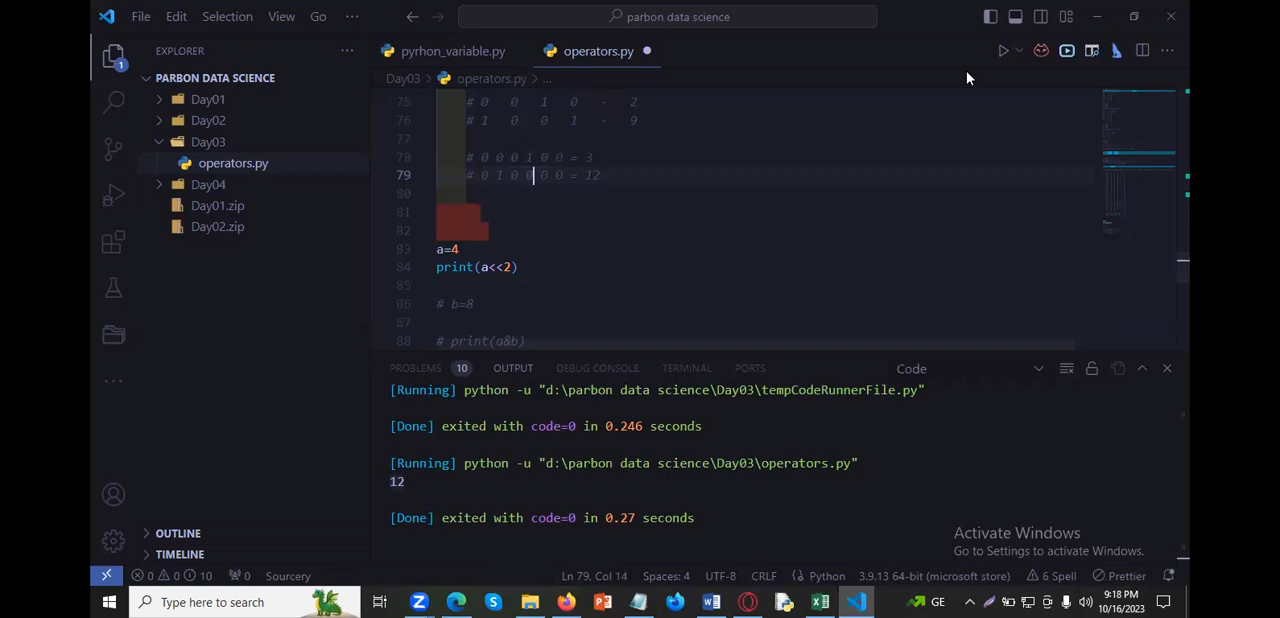 File Edit Selection View Go ··· parbon data science
EXPLORER ···
pyrhon_variable.py operators.py
PARBON DATA SCIENCE
Day03 > operators.py > ...
Day01
Day02
Day03
operators.py
Day04
Day01.zip
Day02.zip
75 # 0 0 1 0 - 2
76 # 1 0 0 1 - 9
77
78 # 0 0 0 1 0 0 = 3
79 # 0 1 0 0 0 0 = 12
80
81
82
83 a=4
84 print(a<<2)
85
86 # b=8
87
88 # print(a&b)
PROBLEMS 10 OUTPUT DEBUG CONSOLE TERMINAL PORTS Code
[Running] python -u "d:\parbon data science\Day03\tempCodeRunnerFile.py"
[Done] exited with code=0 in 0.246 seconds
[Running] python -u "d:\parbon data science\Day03\operators.py"
12
[Done] exited with code=0 in 0.27 seconds
OUTLINE
TIMELINE
Activate Windows
Go to Settings to activate Windows.
0 0 10 0 Sourcery Ln 79, Col 14 Spaces: 4 UTF-8 CRLF Python 3.9.13 64-bit (microsoft store) 6 Spell Prettier
Type here to search GE 9:18 PM
10/16/2023